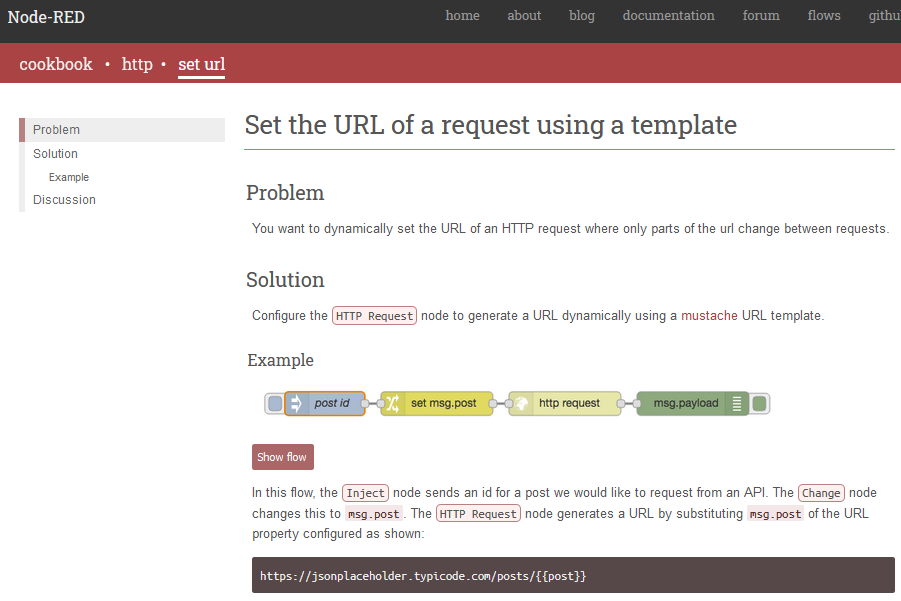 Node-RED
home about blog documentation forum flows githu
cookbook • http • set url
Problem
Solution
Example
Discussion
Set the URL of a request using a template
Problem
You want to dynamically set the URL of an HTTP request where only parts of the url change between requests.
Solution
Configure the HTTP Request node to generate a URL dynamically using a mustache URL template.
Example
post id set msg.post http request msg.payload
Show flow
In this flow, the Inject node sends an id for a post we would like to request from an API. The Change node
changes this to msg.post. The HTTP Request node generates a URL by substituting msg.post of the URL
property configured as shown:
https://jsonplaceholder.typicode.com/posts/{{post}}